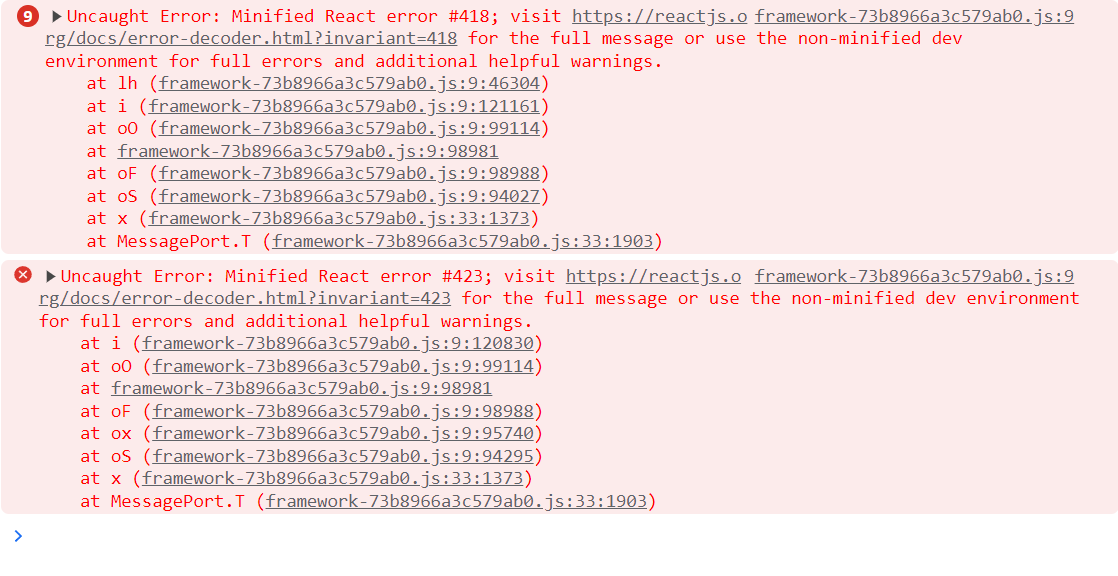 9 ▶Uncaught Error: Minified React error #418; visit https://reactjs.o framework-73b8966a3c579ab0.js:9
rg/docs/error-decoder.html?invariant=418 for the full message or use the non-minified dev
environment for full errors and additional helpful warnings.
at lh (framework-73b8966a3c579ab0.js:9:46304)
at i (framework-73b8966a3c579ab0.js:9:121161)
at oO (framework-73b8966a3c579ab0.js:9:99114)
at framework-73b8966a3c579ab0.js:9:98981
at oF (framework-73b8966a3c579ab0.js:9:98988)
at oS (framework-73b8966a3c579ab0.js:9:94027)
at x (framework-73b8966a3c579ab0.js:33:1373)
at MessagePort.T (framework-73b8966a3c579ab0.js:33:1903)
▶Uncaught Error: Minified React error #423; visit https://reactjs.o framework-73b8966a3c579ab0.js:9
rg/docs/error-decoder.html?invariant=423 for the full message or use the non-minified dev environment
for full errors and additional helpful warnings.
at i (framework-73b8966a3c579ab0.js:9:120830)
at oO (framework-73b8966a3c579ab0.js:9:99114)
at framework-73b8966a3c579ab0.js:9:98981
at oF (framework-73b8966a3c579ab0.js:9:98988)
at ox (framework-73b8966a3c579ab0.js:9:95740)
at oS (framework-73b8966a3c579ab0.js:9:94295)
at x (framework-73b8966a3c579ab0.js:33:1373)
at MessagePort.T (framework-73b8966a3c579ab0.js:33:1903)